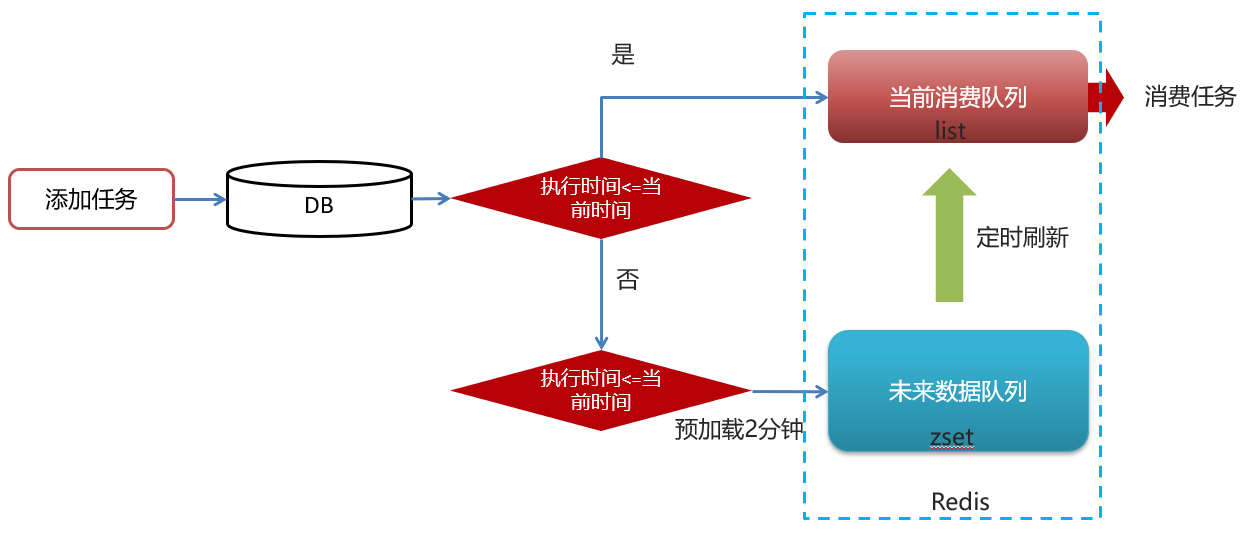 是
当前消费队列
list
消费任务
添加任务
DB
执行时间<=当
前时间
定时刷新
否
执行时间<=当
前时间
预加载2分钟
未来数据队列
zset
Redis